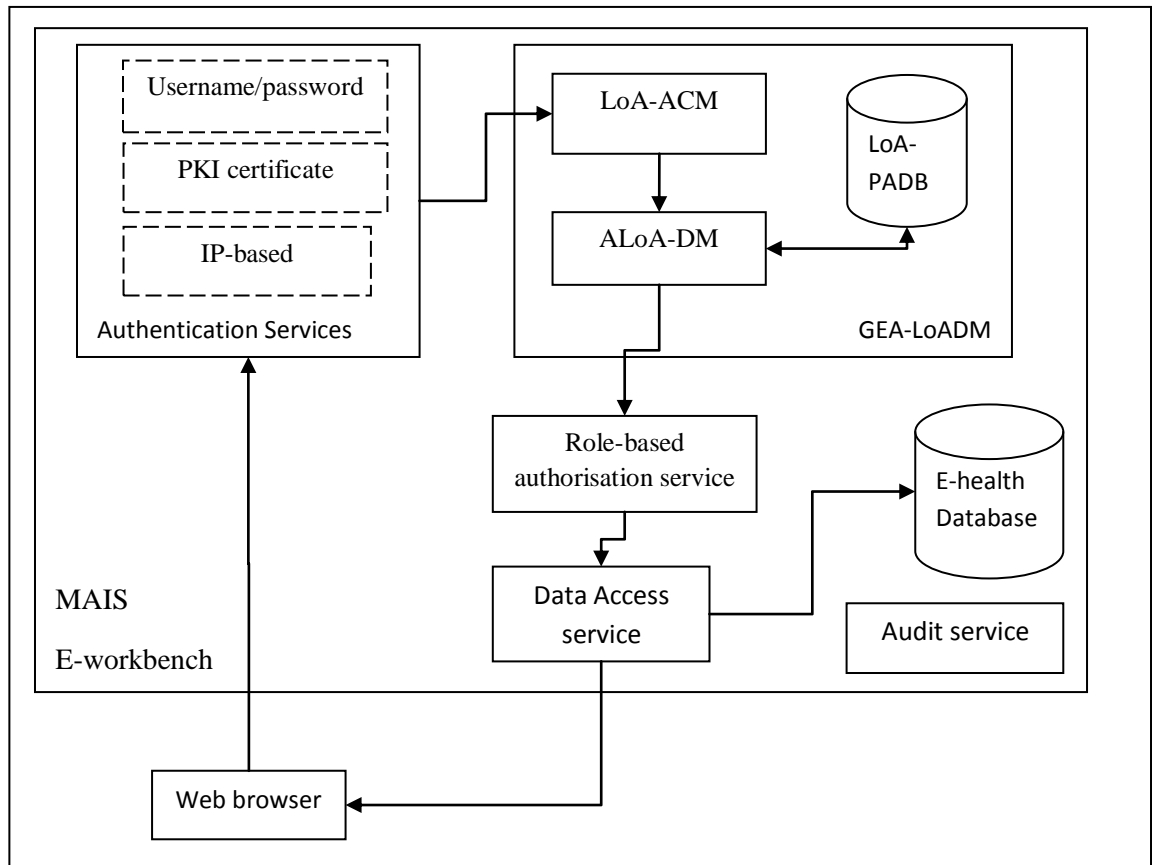 Username/password
PKI certificate
IP-based
Authentication Services
LoA-ACM
ALoA-DM
LoA-
PADB
GEA-LoADM
Role-based
authorisation service
E-health
Database
Data Access
service
Audit service
MAIS
E-workbench
Web browser